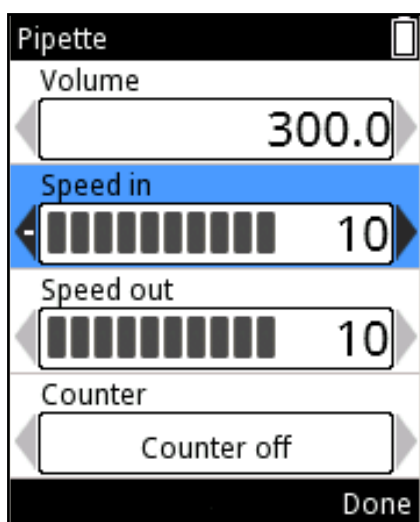 Pipette
Volume
300.0
Speed in
- 10
Speed out
10
Counter
Counter off
Done